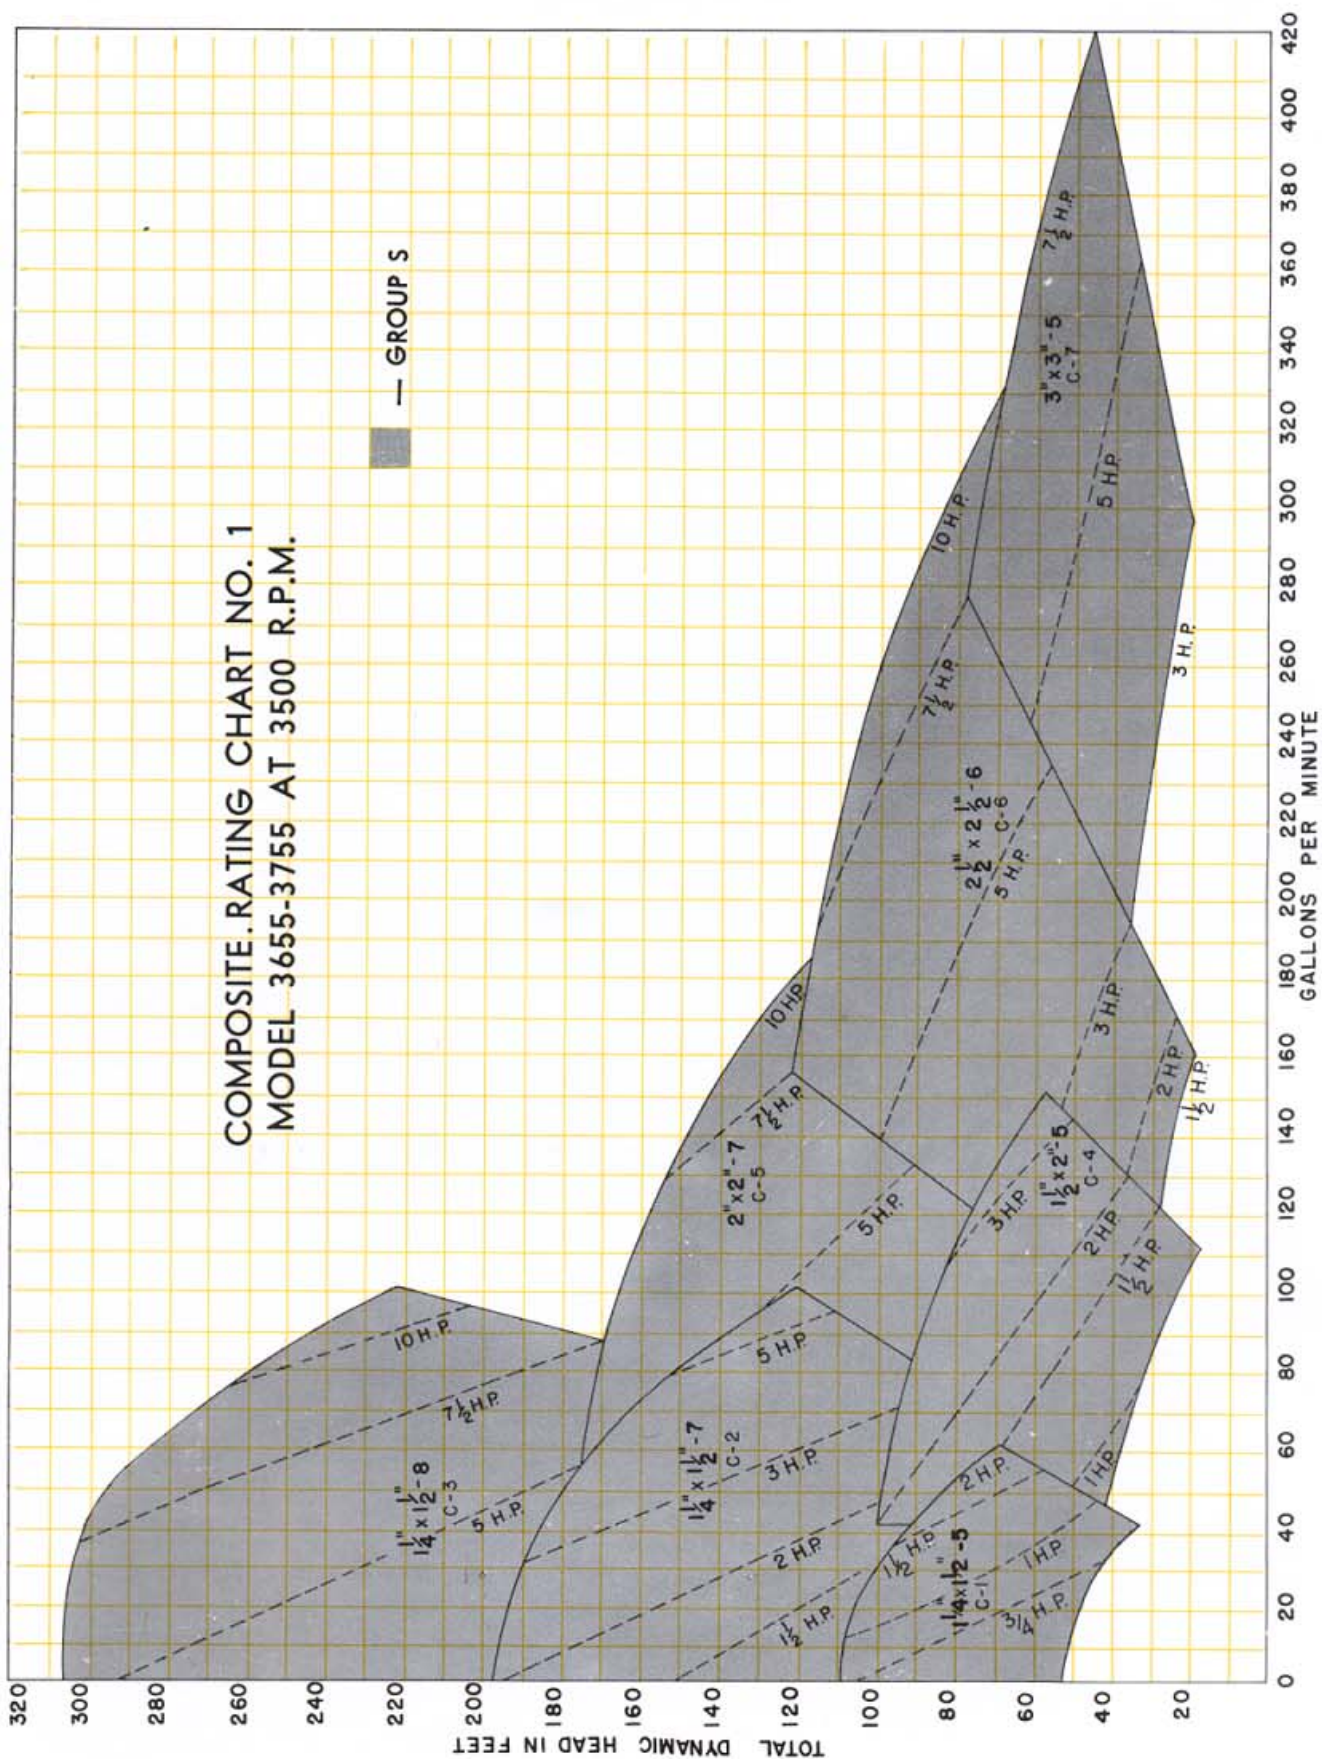 COMPOSITE.RATING CHART NO. 1
MODEL 3655-3755 AT 3500 R.P.M.
— GROUP S
TOTAL DYNAMIC HEAD IN FEET
320
300
280
260
240
220
200
180
160
140
120
100
80
60
40
20
10 H.P.
7½ H.P.
1¼" x 1½"-8
C-3
5 H.P.
10 H.P.
7½ H.P.
2" x 2"-7
C-5
5 H.P.
5 H.P.
1¼" x 1½"-7
C-2
3 H.P.
2 H.P.
1½ H.P.
10 H.P.
7½ H.P.
2½" x 2½"-6
C-6
5 H.P.
3 H.P.
2 H.P.
1½ H.P.
3 H.P.
1½" x 2"-5
C-4
2 H.P.
1½ H.P.
1 H.P.
2 H.P.
1½ H.P.
1¼ x 1½"-5
C-1
1 H.P.
3/4 H.P.
7½ H.P.
3" x 3"-5
C-7
5 H.P.
3 H.P.
0 20 40 60 80 100 120 140 160 180 200 220 240 260 280 300 320 340 360 380 400 420
GALLONS PER MINUTE